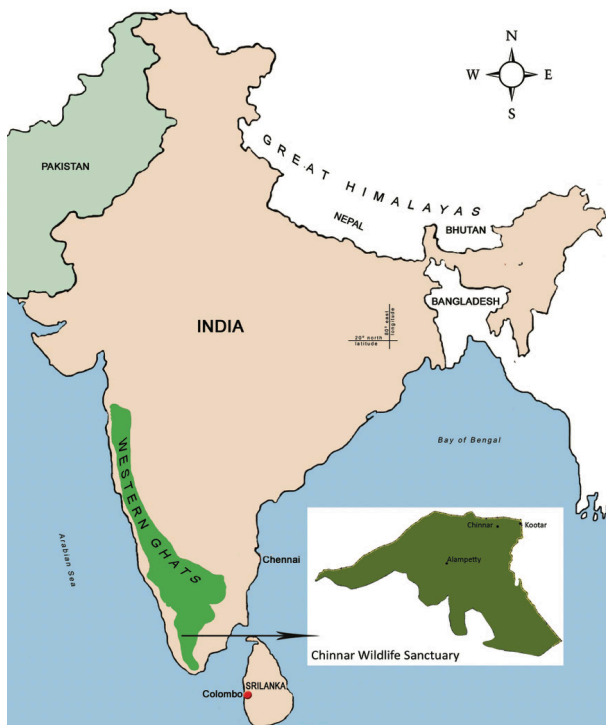 N
W E
S
PAKISTAN
GREAT HIMALAYAS
NEPAL
BHUTAN
BANGLADESH
INDIA
80° east
longitude
20° north
latitude
WESTERN GHATS
Bay of Bengal
Arabian Sea
Chennai
Chinnar
Kootar
Alampetty
Chinnar Wildlife Sanctuary
SRILANKA
Colombo